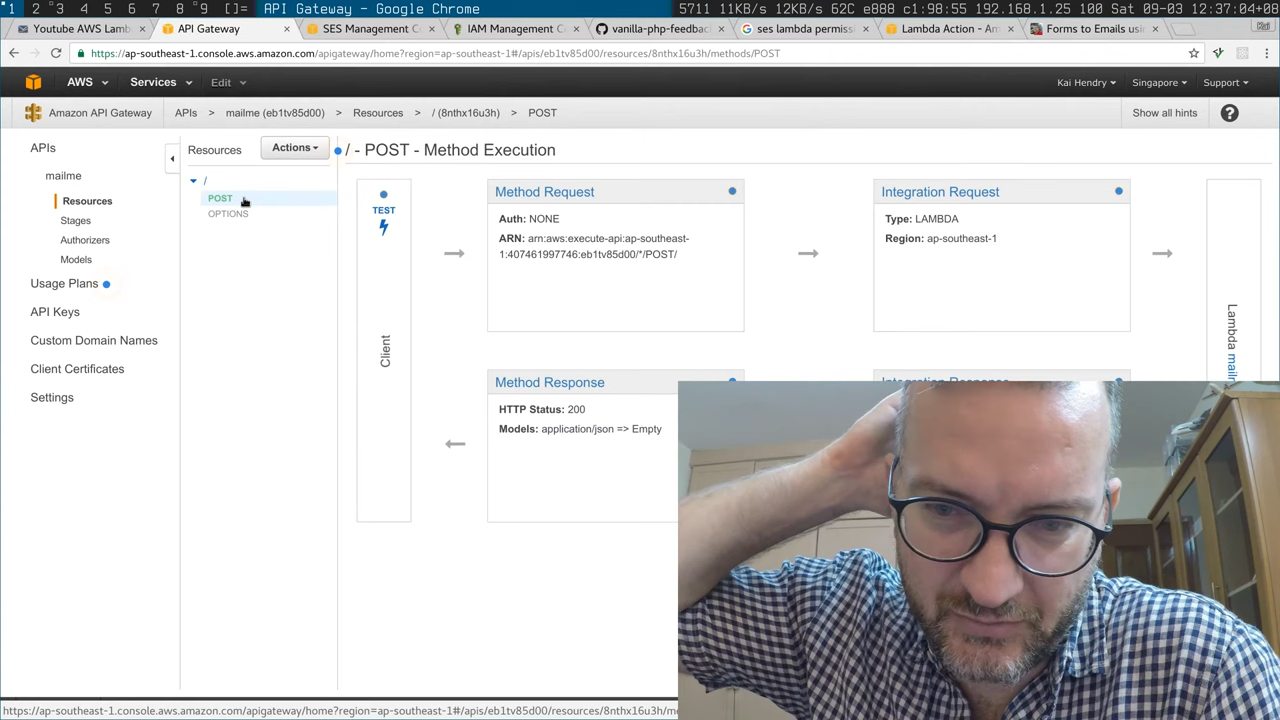 1 2 3 4 5 6 7 8 9 []= API Gateway - Google Chrome 5711 11KB/s 12KB/s 62C e888 c1:98:55 192.168.1.25 100 Sat 09-03 12:37:04
Youtube AWS Lamb
API Gateway
SES Management C
IAM Management C
vanilla-php-feedbac
ses lambda permiss
Lambda Action - Am
Forms to Emails usin
Kai
https://ap-southeast-1.console.aws.amazon.com/apigateway/home?region=ap-southeast-1#/apis/eb1tv85d00/resources/8nthx16u3h/methods/POST
AWS Services Edit Kai Hendry Singapore Support
Amazon API Gateway APIs > mailme (eb1tv85d00) > Resources > / (8nthx16u3h) > POST Show all hints ?
APIs
mailme
Resources
Stages
Authorizers
Models
Usage Plans
API Keys
Custom Domain Names
Client Certificates
Settings
Resources Actions
/
POST
OPTIONS
/ - POST - Method Execution
TEST
Client
Method Request
Auth: NONE
ARN: arn:aws:execute-api:ap-southeast-
1:407461997746:eb1tv85d00/*/POST/
Integration Request
Type: LAMBDA
Region: ap-southeast-1
Method Response
HTTP Status: 200
Models: application/json => Empty
Integration Response
Lambda
https://ap-southeast-1.console.aws.amazon.com/apigateway/home?region=ap-southeast-1#/apis/eb1tv85d00/resources/8nthx16u3h/m